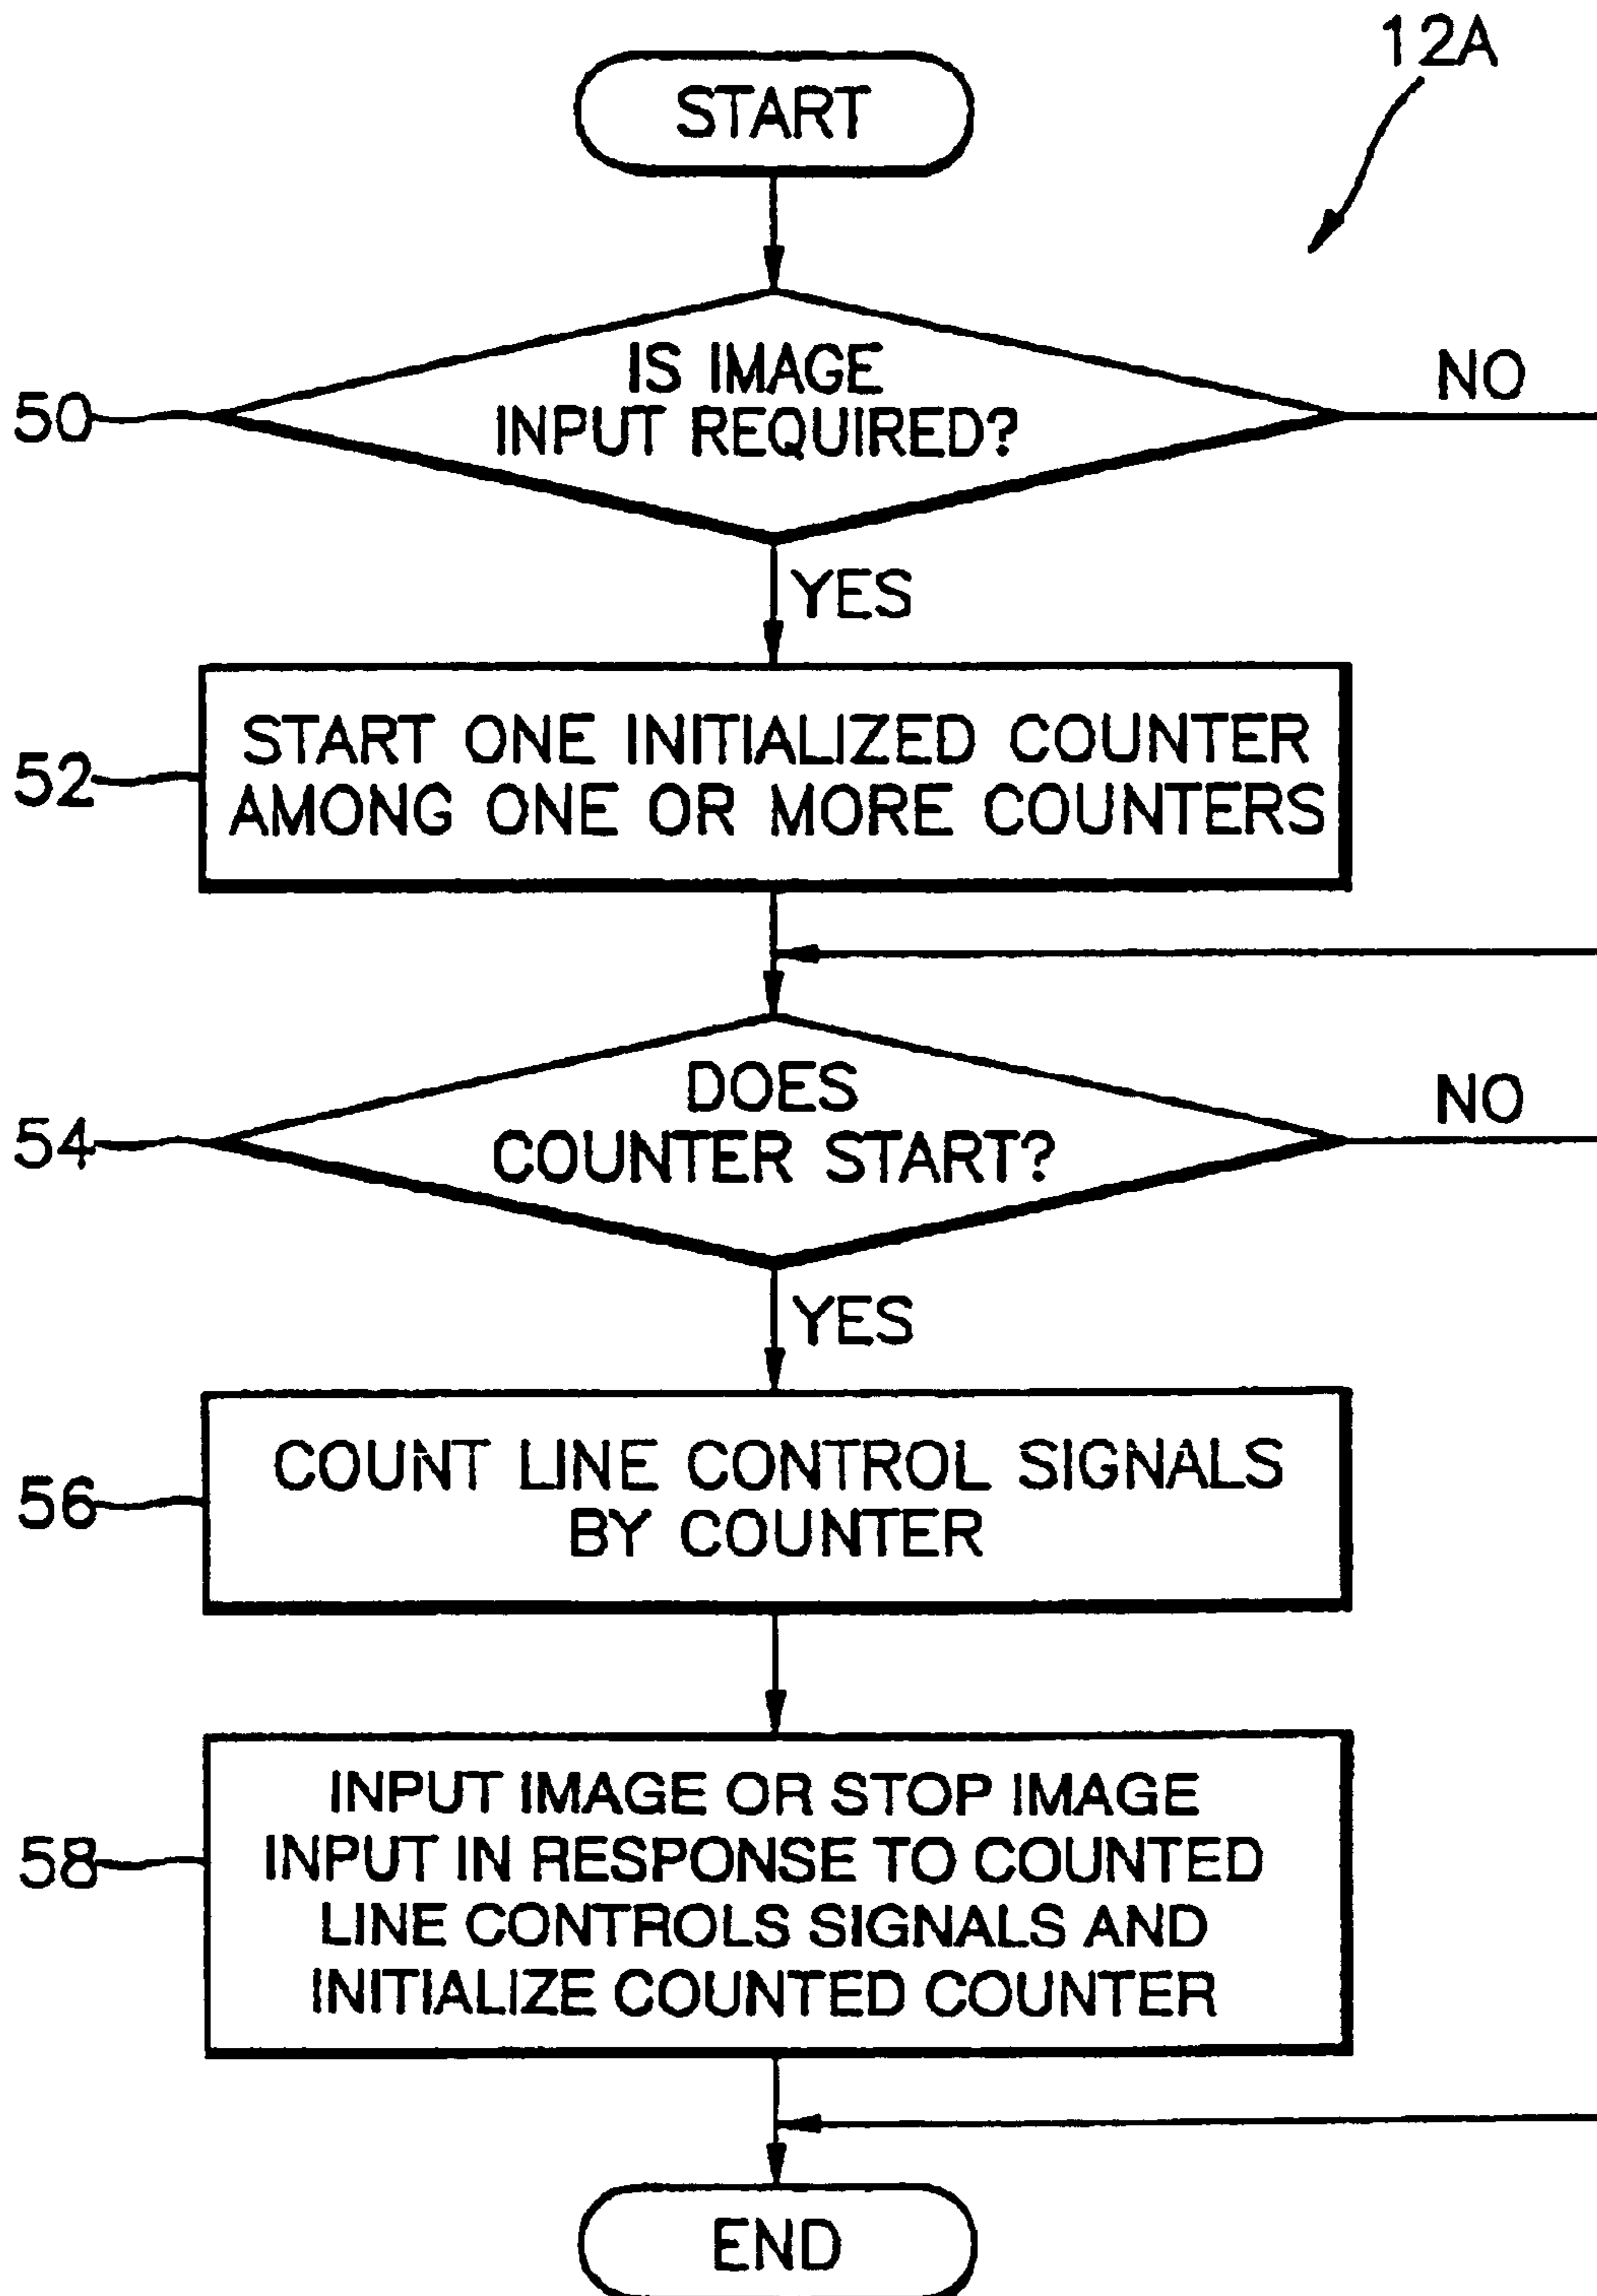 12A
START
50
IS IMAGE
INPUT REQUIRED?
NO
YES
52
START ONE INITIALIZED COUNTER
AMONG ONE OR MORE COUNTERS
54
DOES
COUNTER START?
NO
YES
56
COUNT LINE CONTROL SIGNALS
BY COUNTER
58
INPUT IMAGE OR STOP IMAGE
INPUT IN RESPONSE TO COUNTED
LINE CONTROLS SIGNALS AND
INITIALIZE COUNTED COUNTER
END